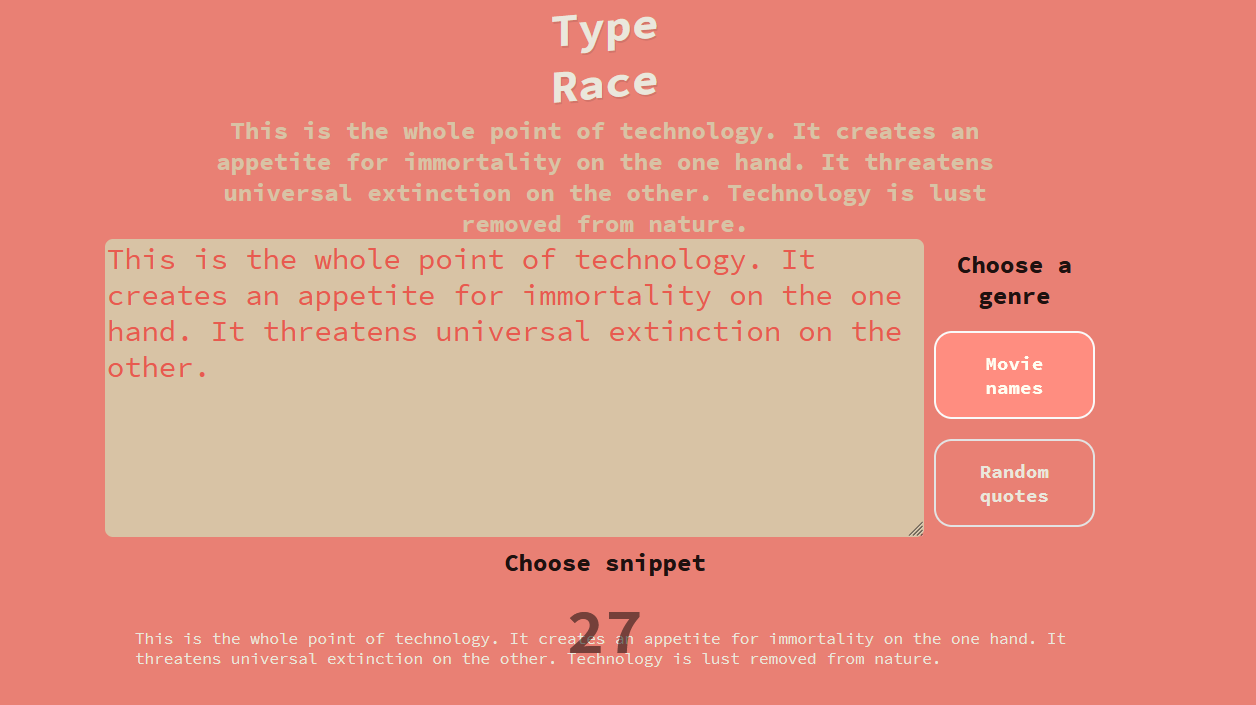 Type
Race
This is the whole point of technology. It creates an
appetite for immortality on the one hand. It threatens
universal extinction on the other. Technology is lust
removed from nature.
This is the whole point of technology. It
creates an appetite for immortality on the one
hand. It threatens universal extinction on the
other.
Choose a
genre
Movie
names
Random
quotes
Choose snippet
27
This is the whole point of technology. It creates an appetite for immortality on the one hand. It
threatens universal extinction on the other. Technology is lust removed from nature.